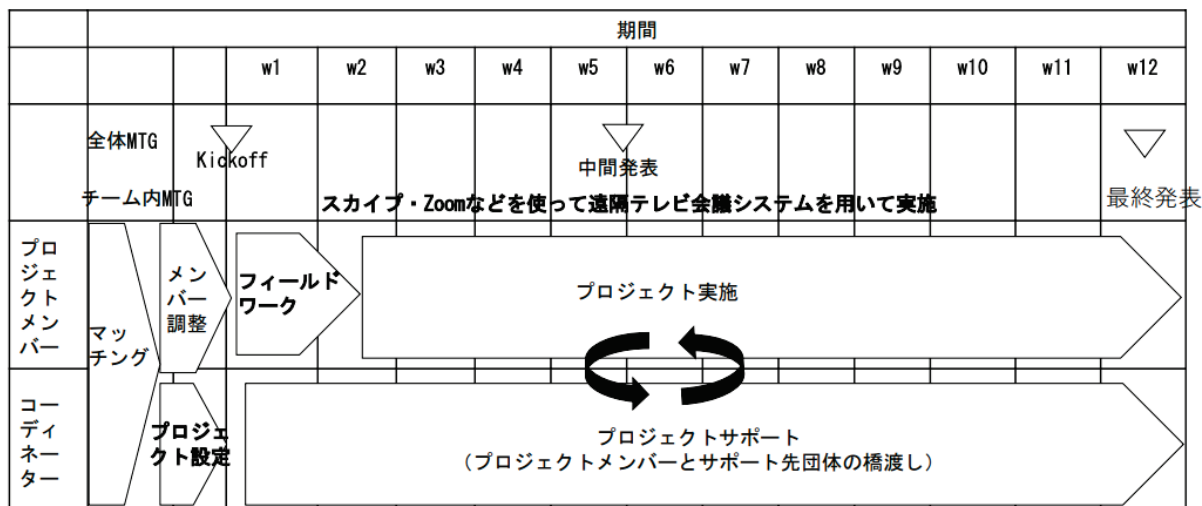 期間
w1 w2 w3 w4 w5 w6 w7 w8 w9 w10 w11 w12
全体MTG
Kickoff
中間発表
チーム内MTG
スカイプ・Zoomなどを使って遠隔テレビ会議システムを用いて実施
最終発表
プロ
ジェ
クト
メン
バー
マッ
チング
メン
バー
調整
フィールド
ワーク
プロジェクト実施
コー
ディ
ネー
ター
プロジェ
クト設定
プロジェクトサポート
(プロジェクトメンバーとサポート先団体の橋渡し)